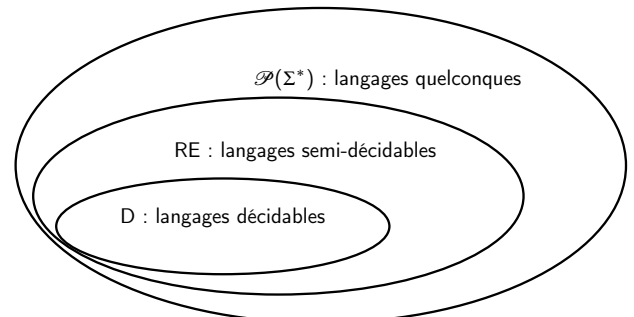 𝒫(Σ*) : langages quelconques
RE : langages semi-décidables
D : langages décidables